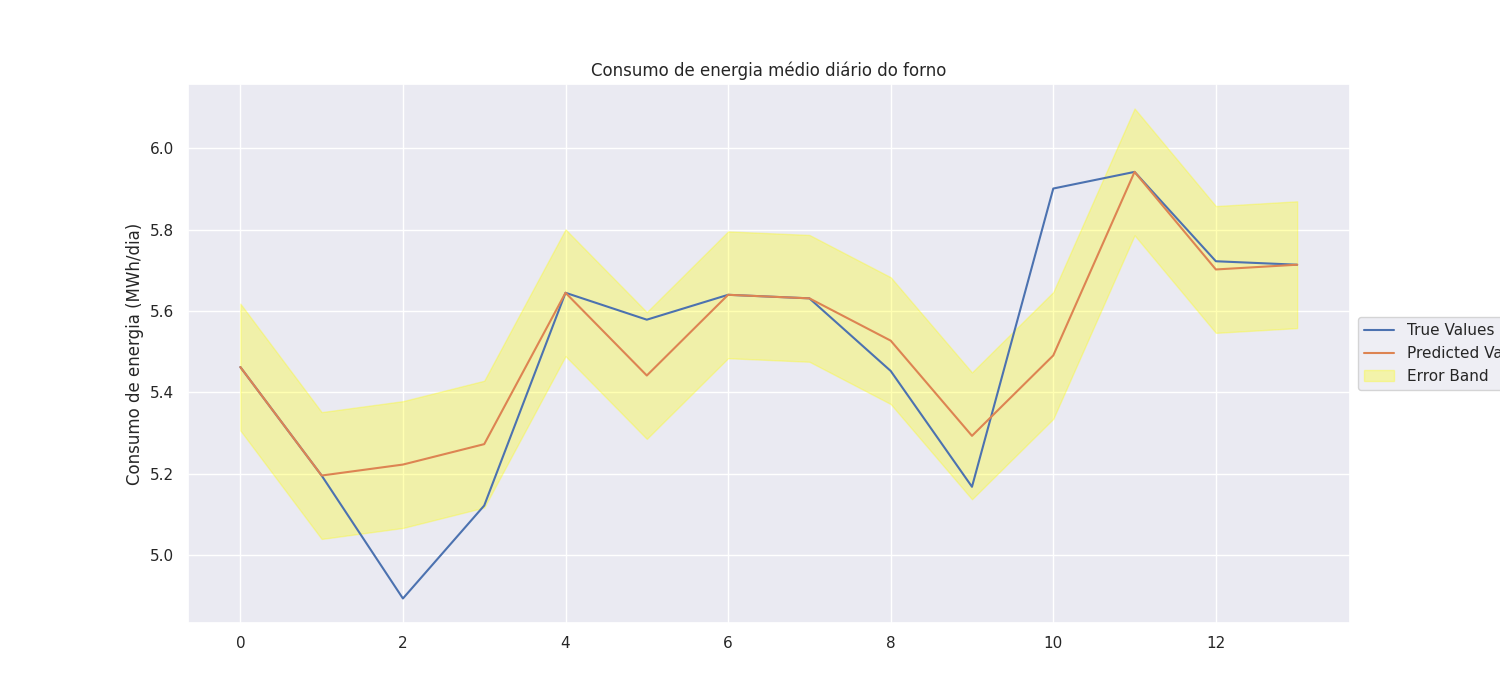 Consumo de energia médio diário do forno
Consumo de energia (MWh/dia)
6.0
5.8
5.6
5.4
5.2
5.0
0 2 4 6 8 10 12
True Values
Predicted Va
Error Band